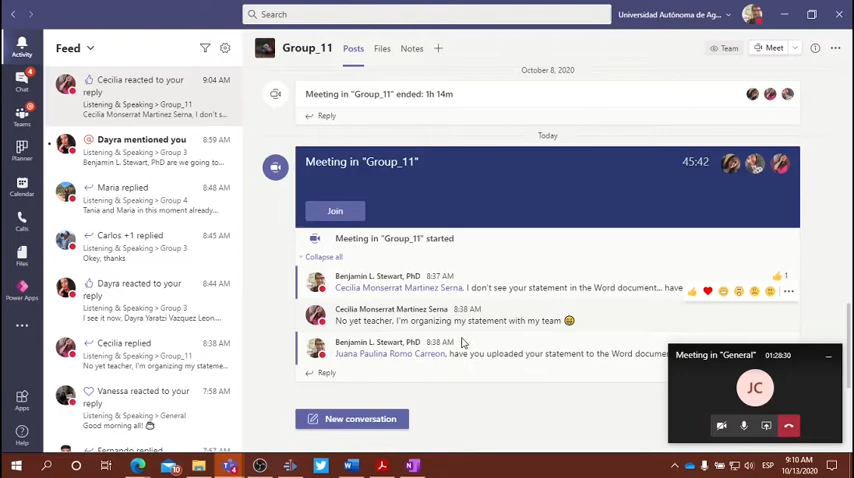 Search
Universidad Autónoma de Ag...
Activity
Chat
4
Teams
Planner
Calendar
Calls
Files
Power Apps
Apps
Help
Feed
Cecilia reacted to your reply
9:04 AM
Listening & Speaking > Group_11
Cecilia Monserrat Martinez Serna, I don't s...
Dayra mentioned you
8:59 AM
Listening & Speaking > Group 3
Benjamin L. Stewart, PhD are we going to...
Maria replied
8:48 AM
Listening & Speaking > Group 4
Tania and Maria in this moment already...
Carlos +1 replied
8:45 AM
Listening & Speaking > Group 3
Okey, thanks
Dayra reacted to your reply
8:44 AM
Listening & Speaking > Group 3
I see it now, Dayra Yaratzi Vazquez Leon.
Cecilia replied
8:38 AM
Listening & Speaking > Group_11
No yet teacher, I'm organizing my stateme...
Vanessa reacted to your reply
8:37 AM
Listening & Speaking > General
Good morning all!
Fernando replied
7:57 AM
Group_11
Posts
Files
Notes
Team
Meet
October 8, 2020
Meeting in "Group_11" ended: 1h 14m
Reply
Today
Meeting in "Group_11"
45:42
Join
Meeting in "Group_11" started
Collapse all
Benjamin L. Stewart, PhD 8:37 AM
1
Cecilia Monserrat Martinez Serna, I don't see your statement in the Word document... have
Cecilia Monserrat Martinez Serna 8:38 AM
No yet teacher, I'm organizing my statement with my team
Benjamin L. Stewart, PhD 8:38 AM
Juana Paulina Romo Carreon, have you uploaded your statement to the Word docume
Reply
New conversation
Meeting in "General"
01:28:30
JC
10
ESP
9:10 AM
10/13/2020